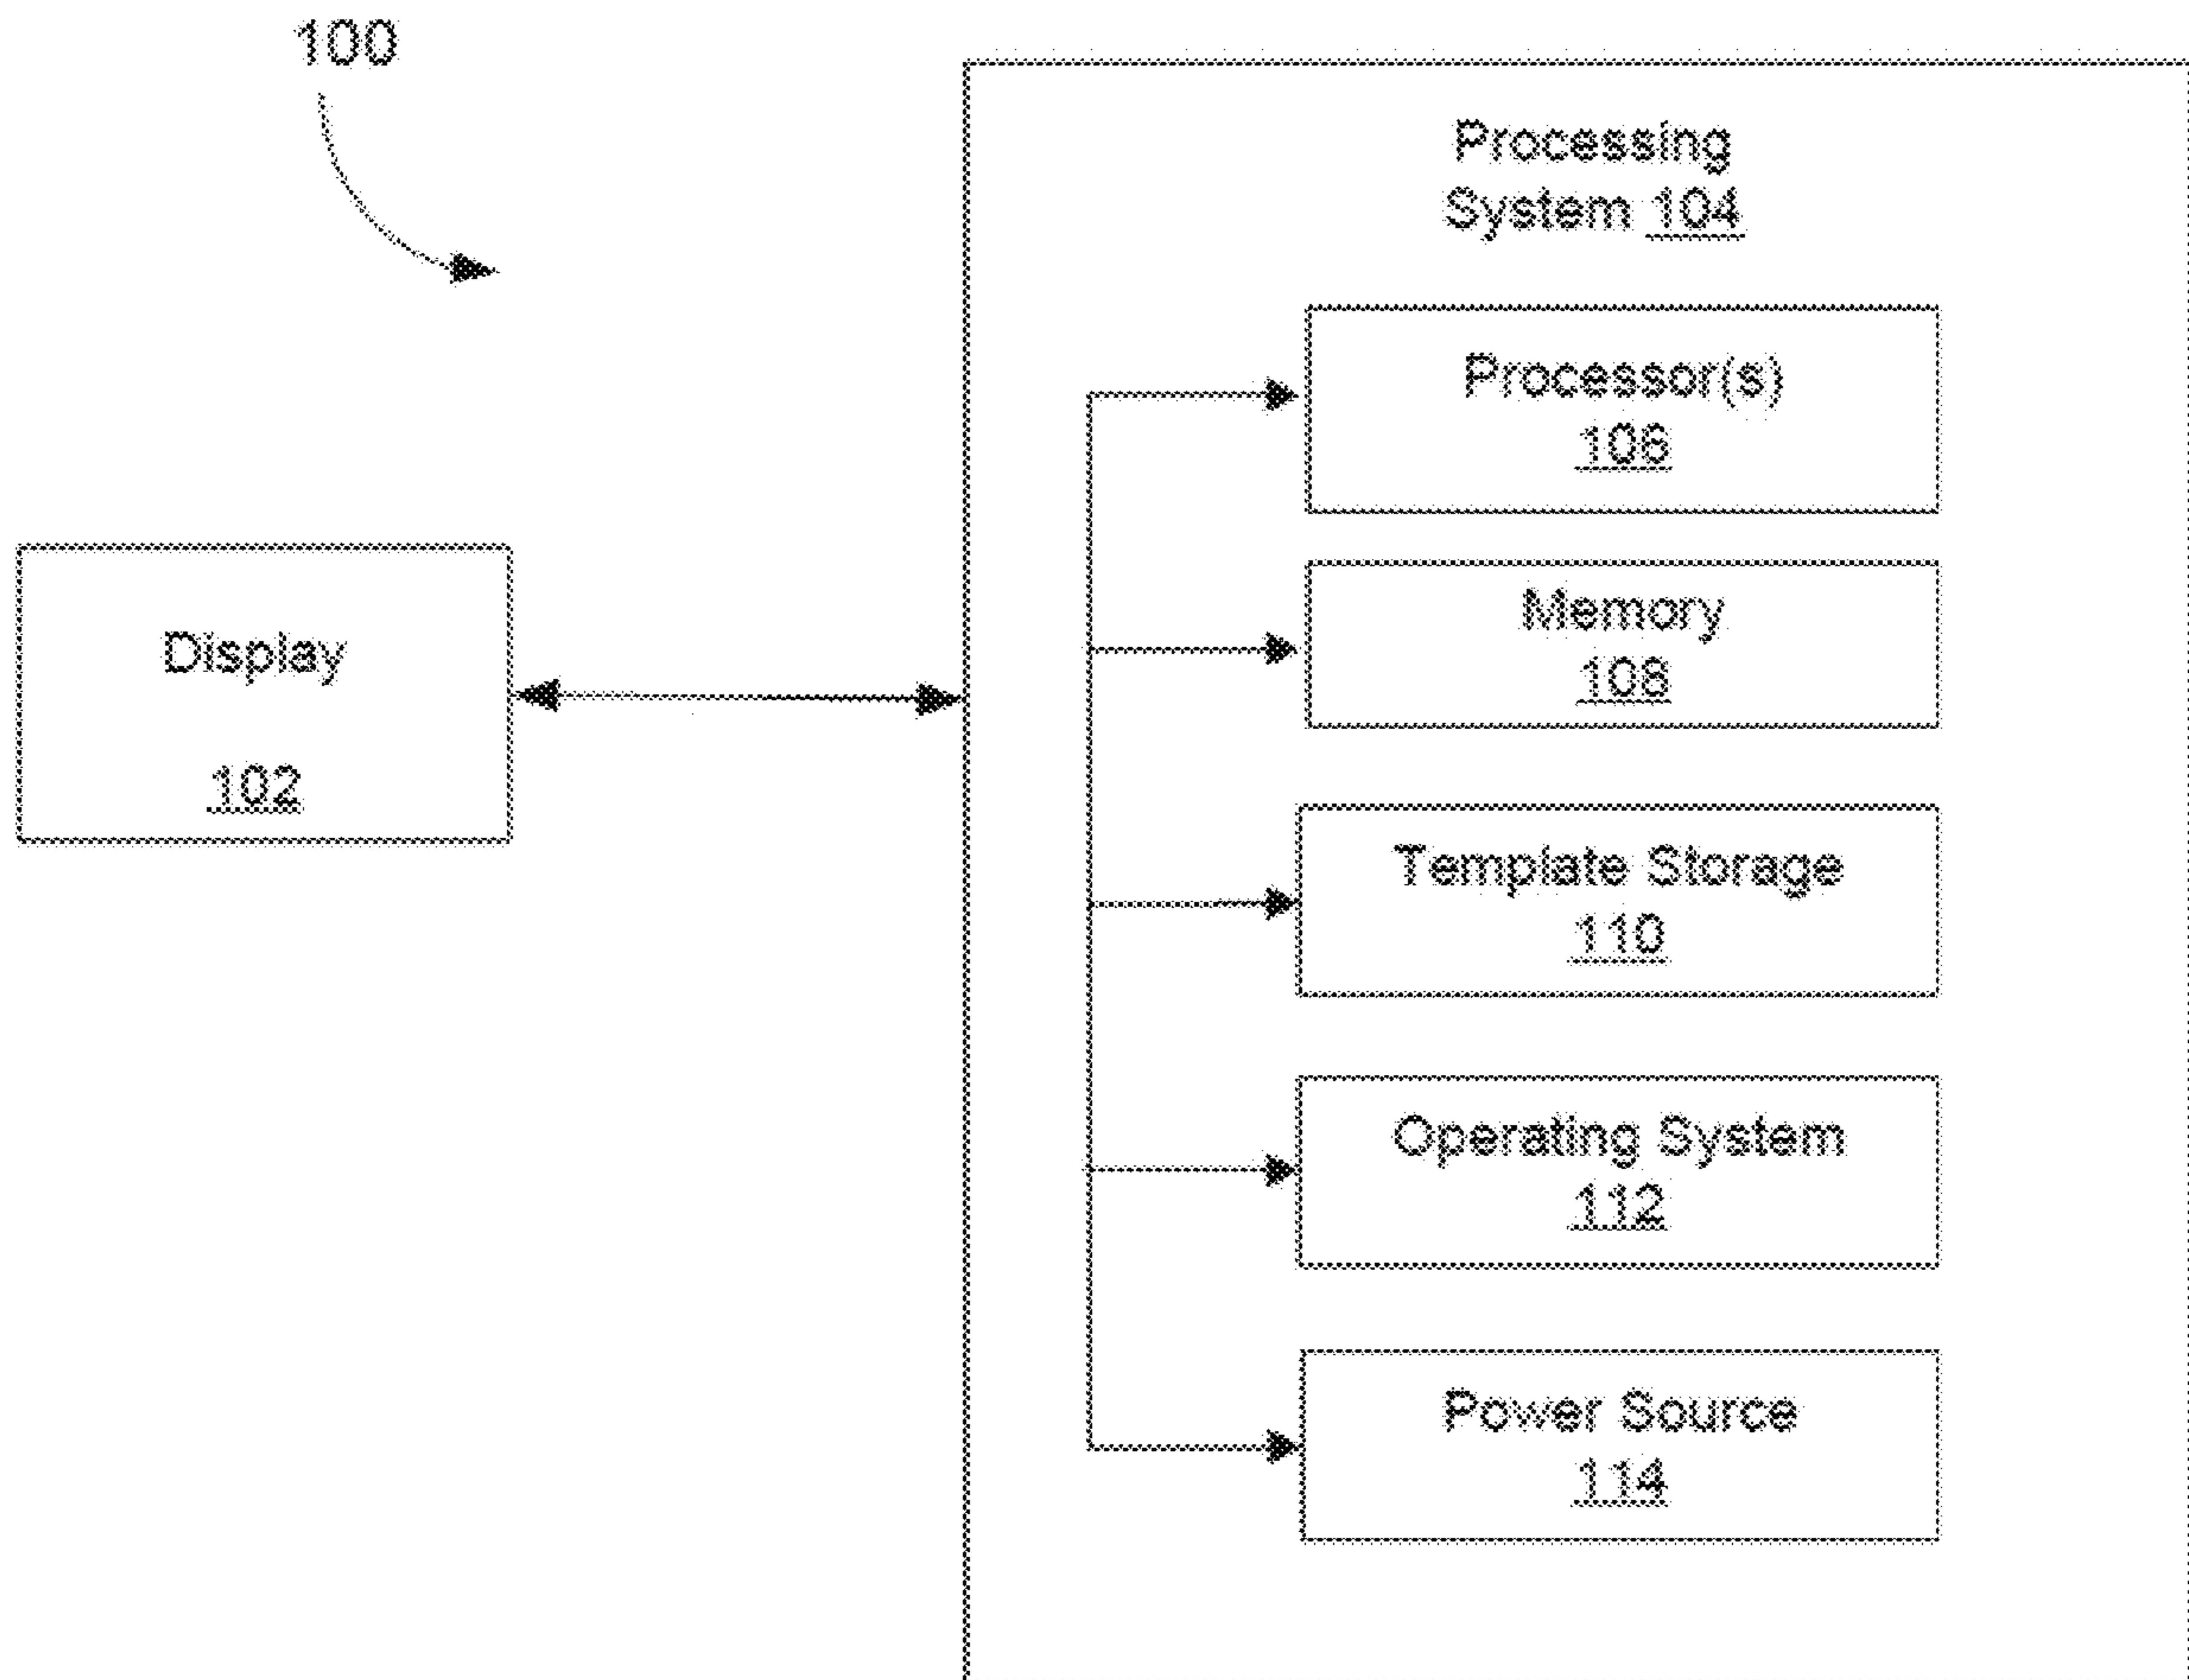 100
Processing
System 104
Processor(s)
106
Memory
108
Display
102
Template Storage
110
Operating System
112
Power Source
114